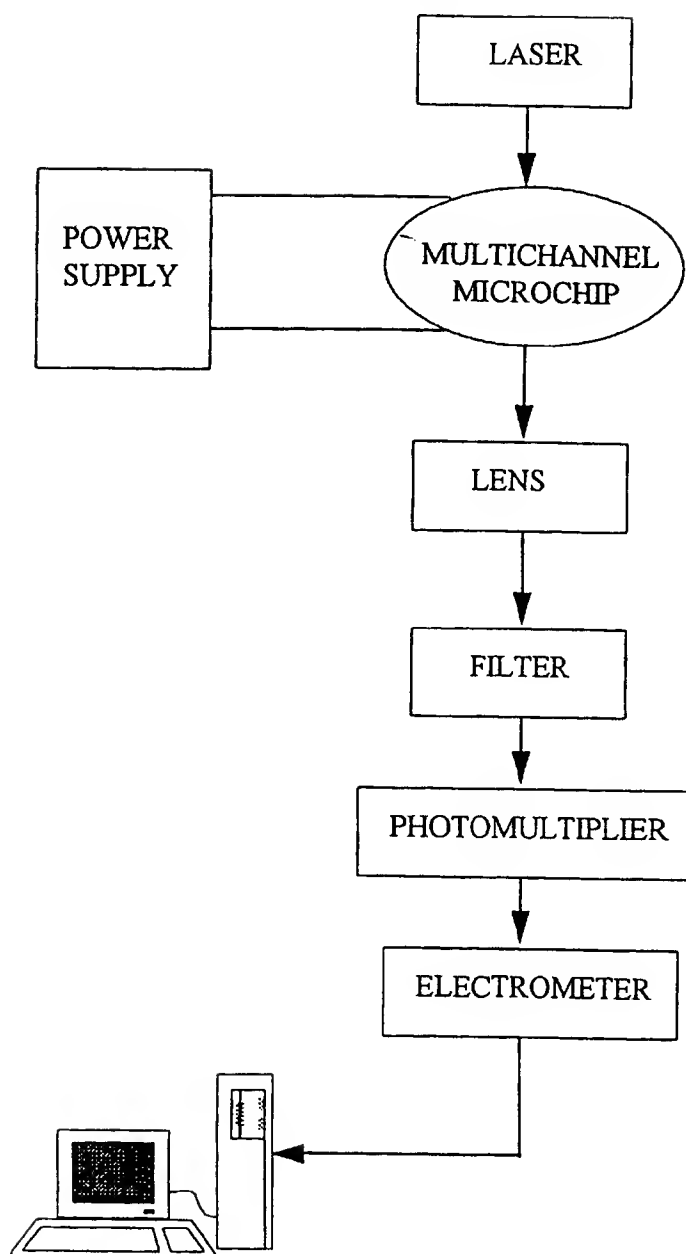 LASER
POWER
SUPPLY
MULTICHANNEL
MICROCHIP
LENS
FILTER
PHOTOMULTIPLIER
ELECTROMETER